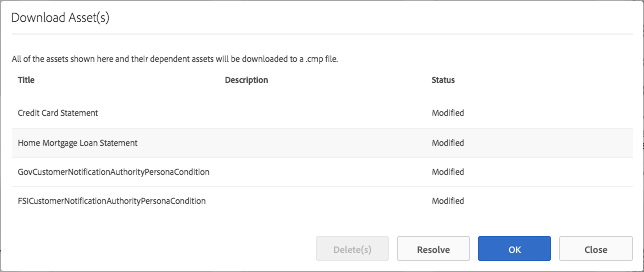 Download Asset(s)
All of the assets shown here and their dependent assets will be downloaded to a .cmp file.
Title Description Status
Credit Card Statement Modified
Home Mortgage Loan Statement Modified
GovCustomerNotificationAuthorityPersonaCondition Modified
FSICustomerNotificationAuthorityPersonaCondition Modified
Delete(s) Resolve OK Close